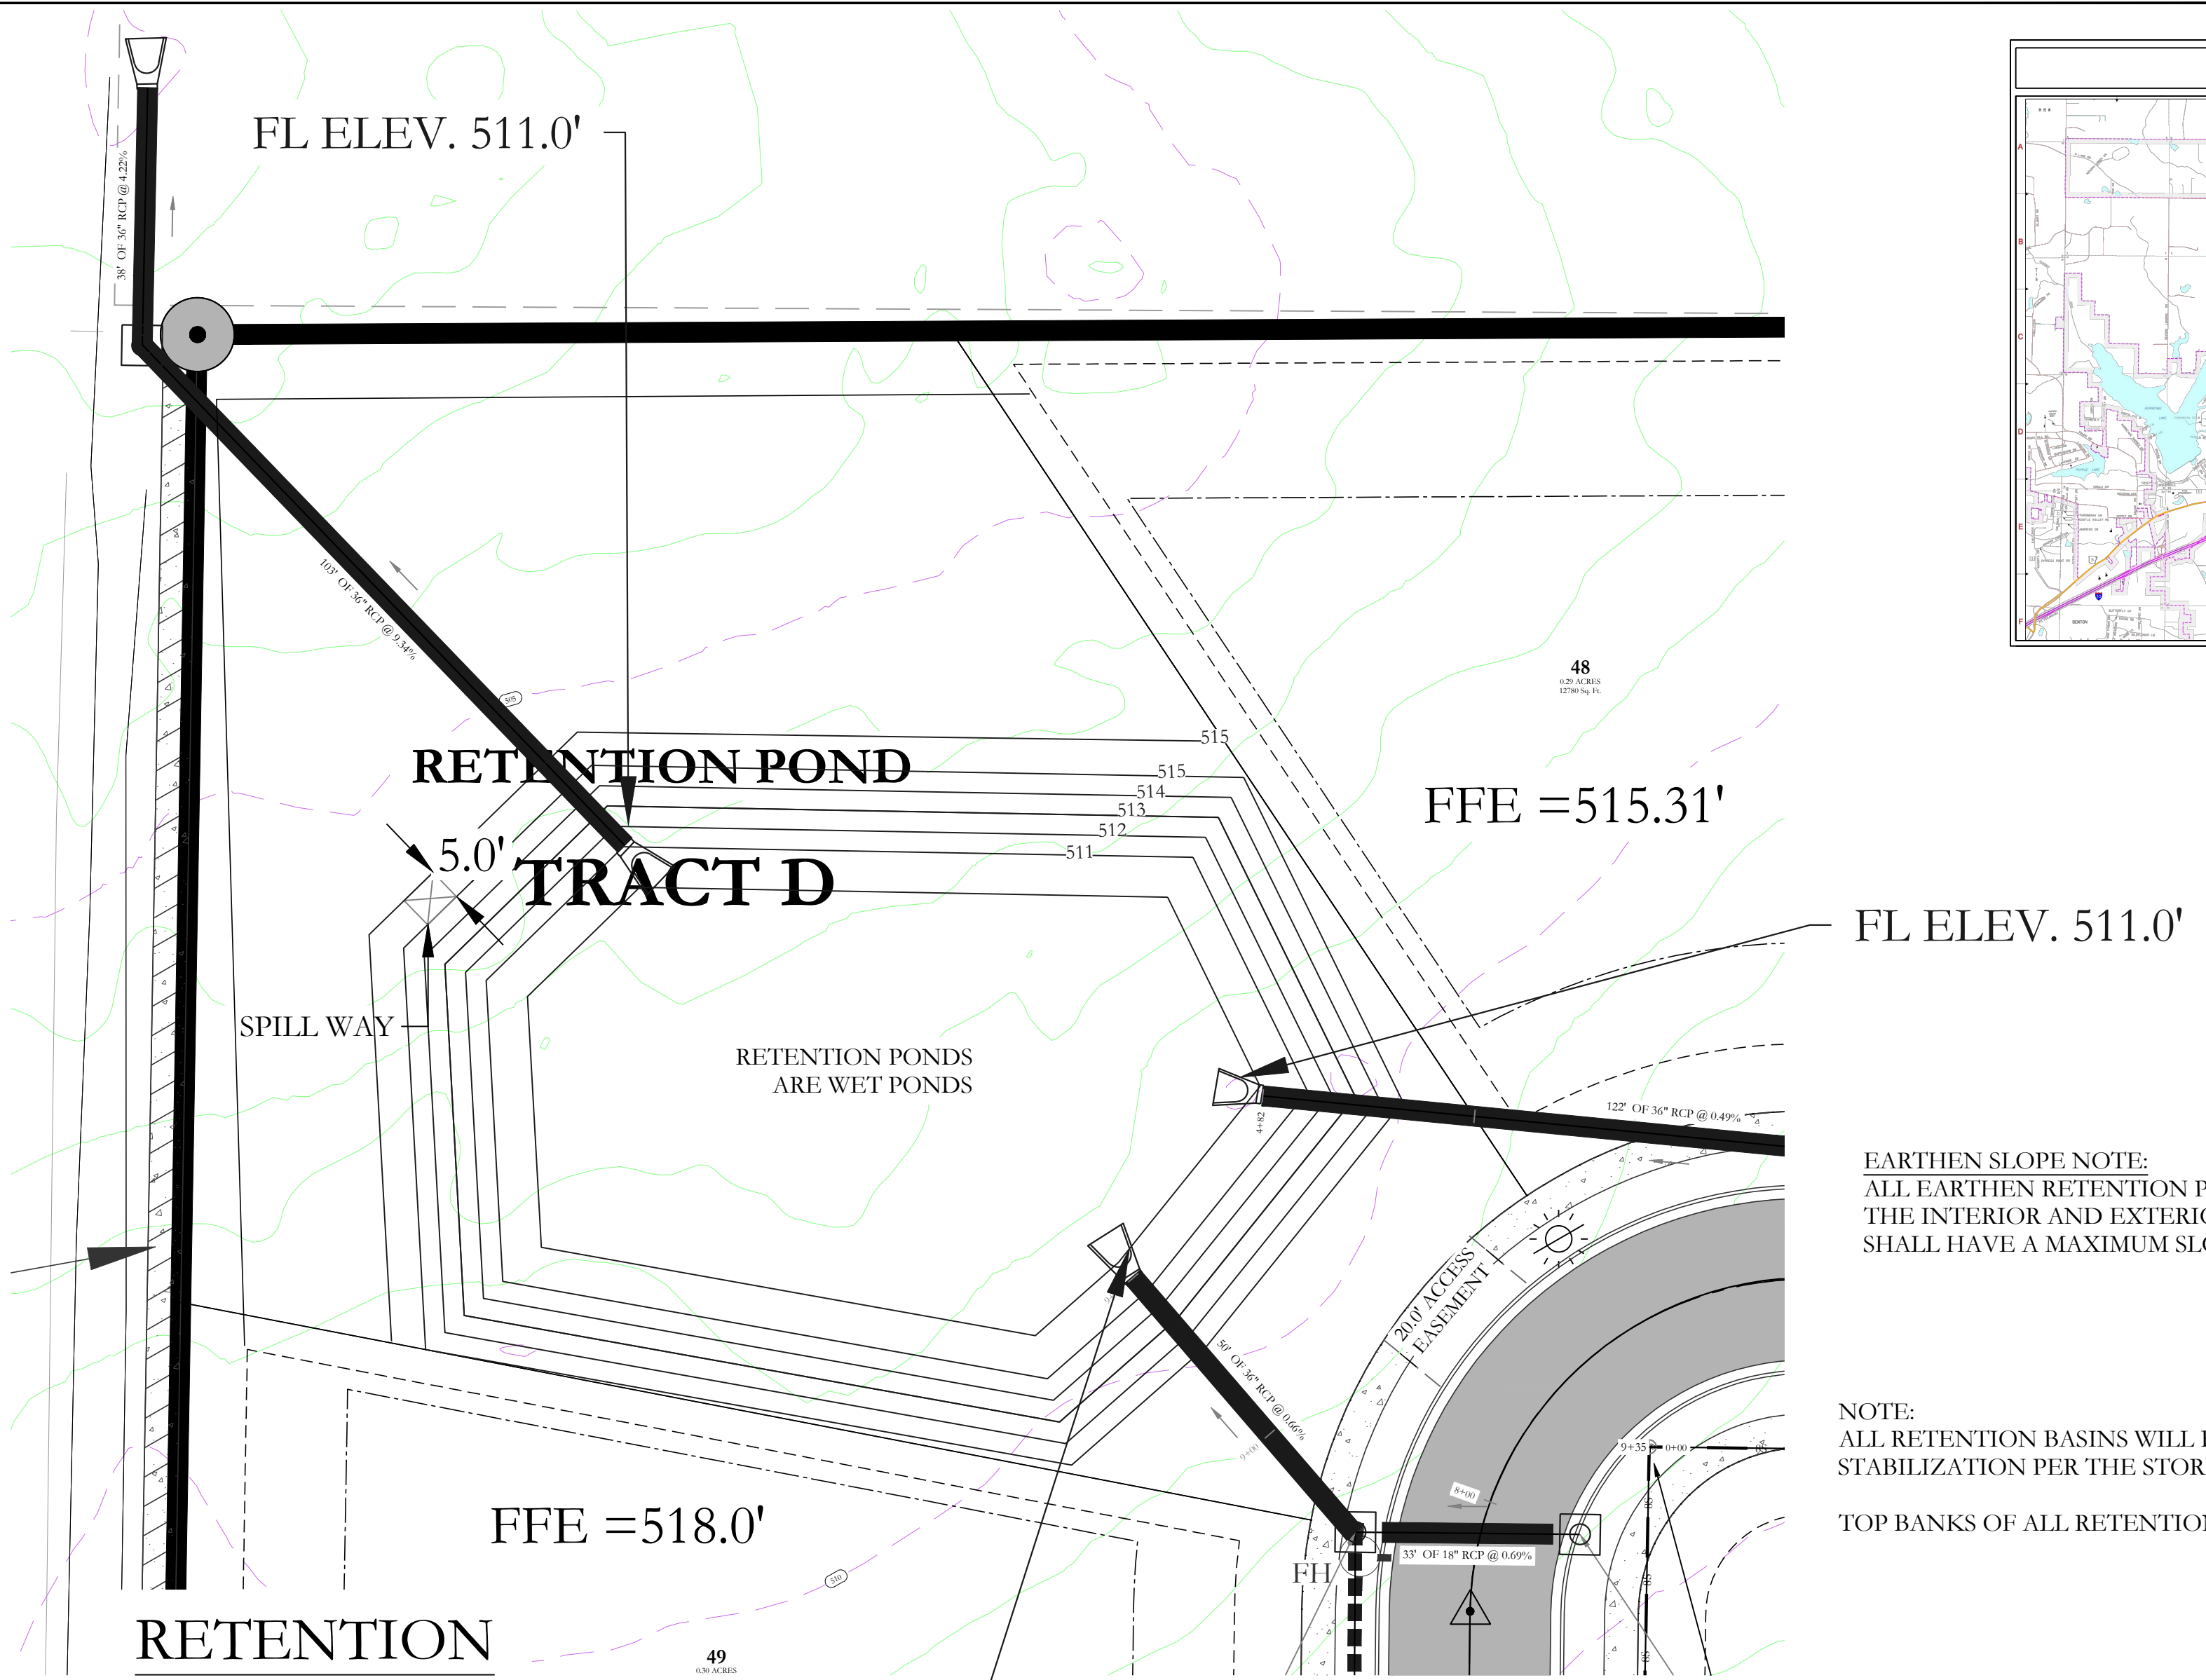 FL ELEV. 511.0'
38' OF 36" RCP @ 4.22%
103' OF 36" RCP @ 9.34%
505
RETENTION POND
TRACT D
5.0'
SPILL WAY
515
515
514
513
512
511
48
0.29 ACRES
12780 Sq. Ft.
FFE =515.31'
FL ELEV. 511.0'
RETENTION PONDS
ARE WET PONDS
4+82
122' OF 36" RCP @ 0.49%
EARTHEN SLOPE NOTE:
ALL EARTHEN RETENTION P
THE INTERIOR AND EXTERIO
SHALL HAVE A MAXIMUM SLO
20.0' ACCESS
EASEMENT
50' OF 36" RCP @ 0.66%
9+00
NOTE:
ALL RETENTION BASINS WILL
STABILIZATION PER THE STOR
TOP BANKS OF ALL RETENTION
9+35
0+00
8+00
33' OF 18" RCP @ 0.69%
FH
FFE =518.0'
510
RETENTION
49
0.30 ACRES
A
B
C
D
E
F
BENTON